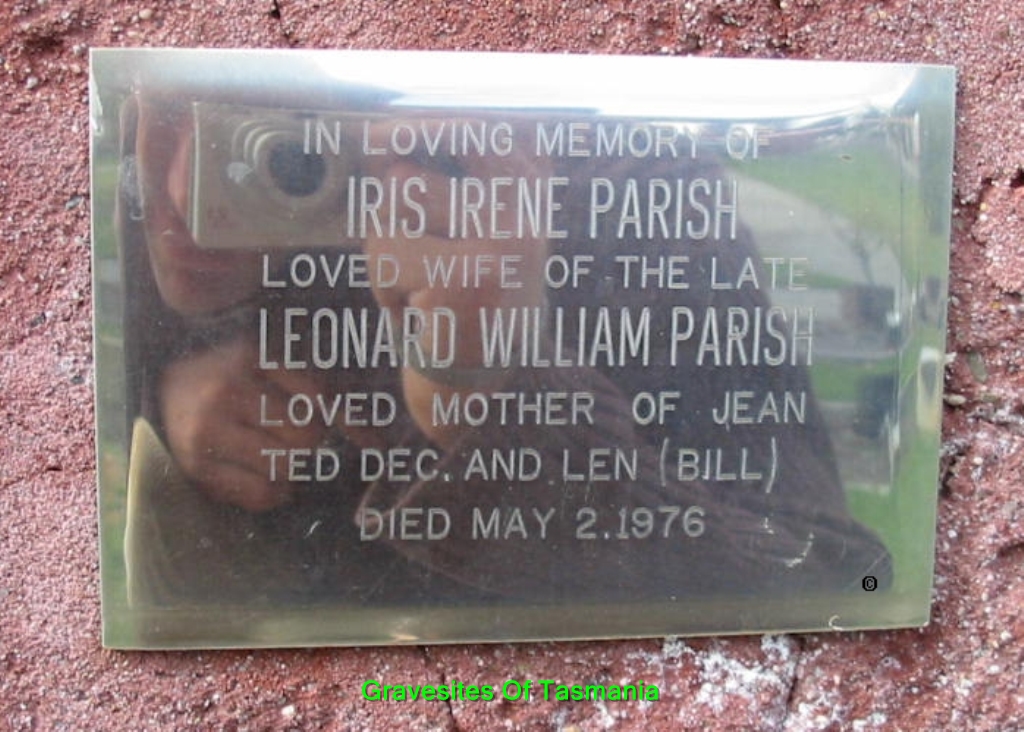 IN LOVING MEMORY OF
IRIS IRENE PARISH
LOVED WIFE OF THE LATE
LEONARD WILLIAM PARISH
LOVED MOTHER OF JEAN
TED DEC. AND LEN (BILL)
DIED MAY 2.1976
©
Gravesites Of Tasmania